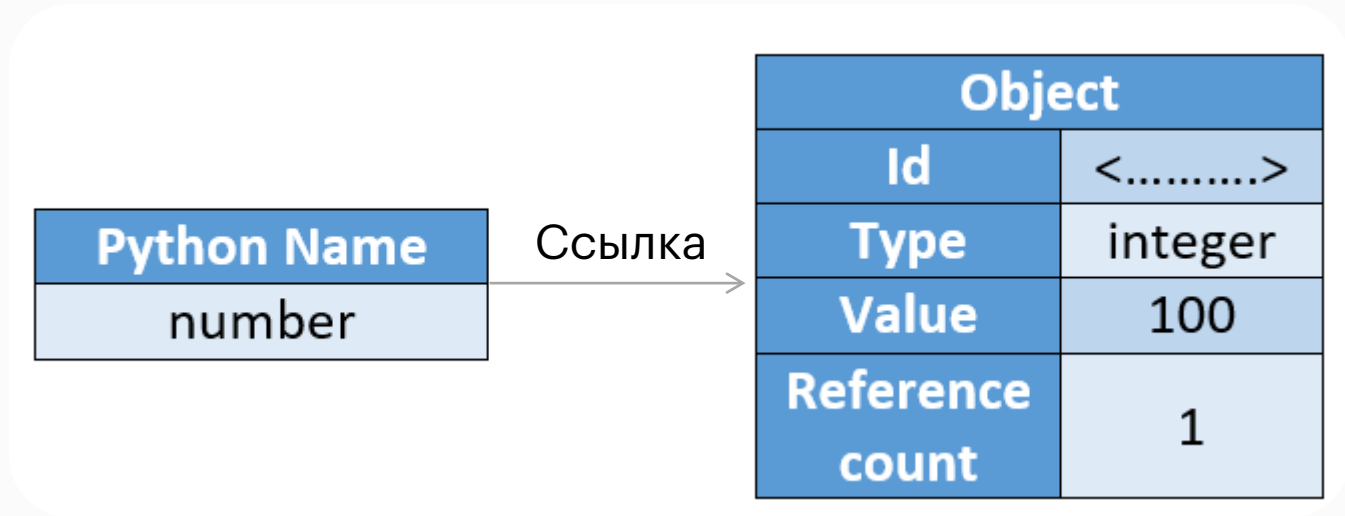 Python Name
number
Ссылка
Object
Id <..........>
Type integer
Value 100
Reference
count 1